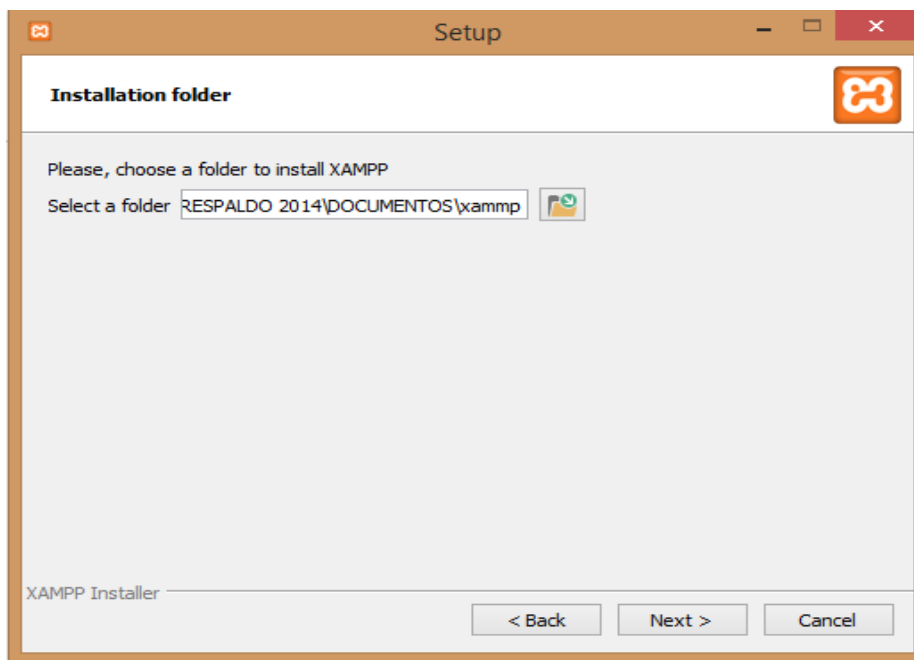 Setup
Installation folder
Please, choose a folder to install XAMPP
Select a folder RESPALDO 2014\DOCUMENTOS\xammp
XAMPP Installer
< Back Next > Cancel